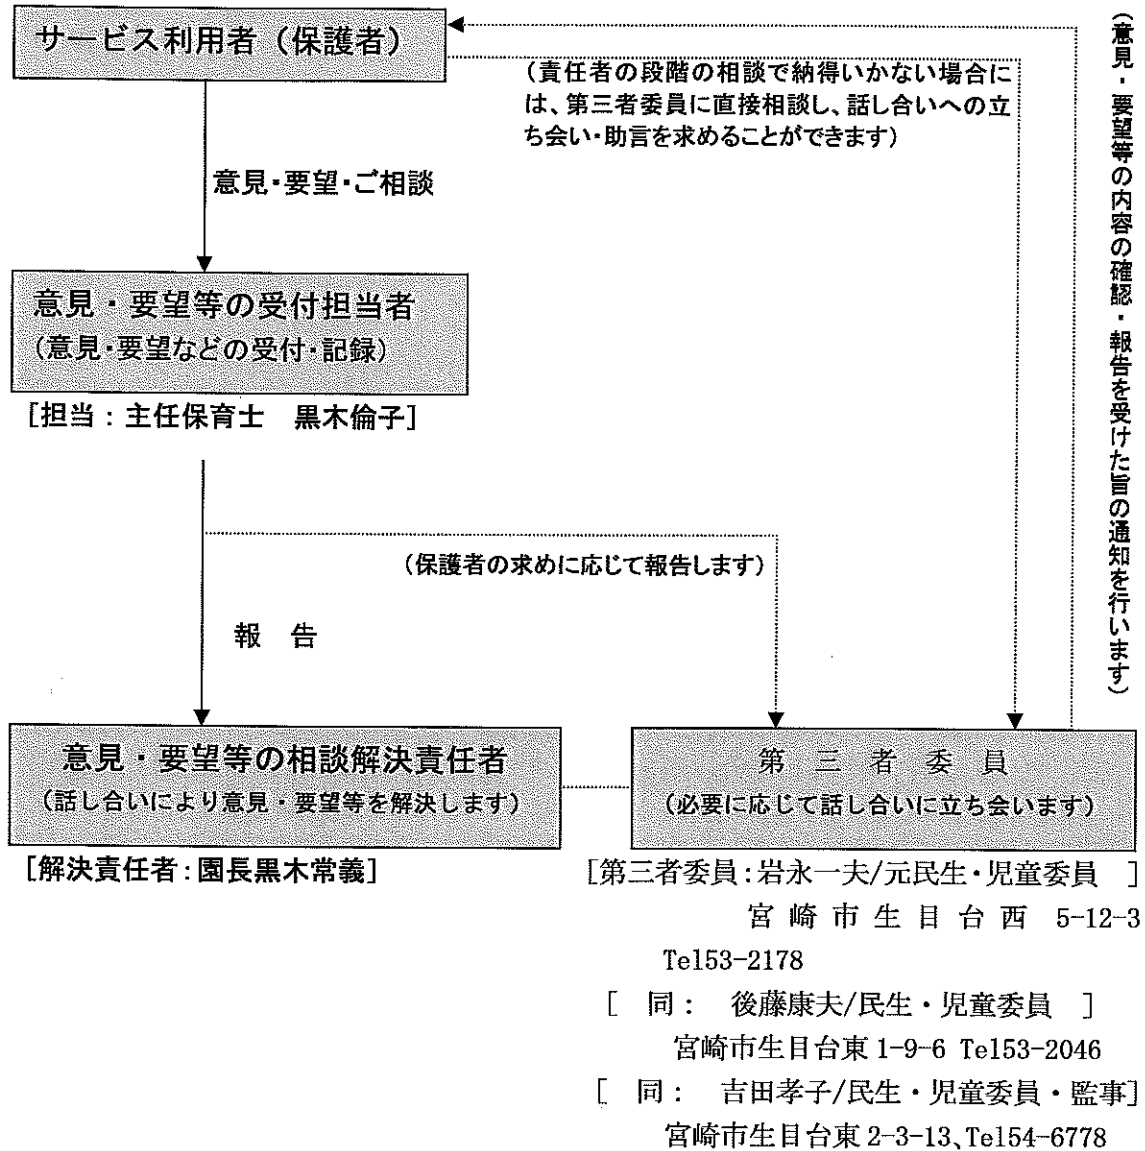 サービス利用者（保護者）
（責任者の段階の相談で納得いかない場合に
は、第三者委員に直接相談し、話し合いへの立
ち会い・助言を求めることができます）
意見・要望・ご相談
意見・要望等の受付担当者
（意見・要望などの受付・記録）
［担当：主任保育士　黒木倫子］
（保護者の求めに応じて報告します）
報　告
（意見・要望等の内容の確認・報告を受けた旨の通知を行います）
意見・要望等の相談解決責任者
（話し合いにより意見・要望等を解決します）
［解決責任者：園長黒木常義］
第　三　者　委　員
（必要に応じて話し合いに立ち会います）
［第三者委員：岩永一夫/元民生・児童委員　］
宮 崎 市 生 目 台 西　5-12-3
Tel53-2178
［　同：　後藤康夫/民生・児童委員　］
宮崎市生目台東 1-9-6 Tel53-2046
［　同：　吉田孝子/民生・児童委員・監事］
宮崎市生目台東 2-3-13、Tel54-6778